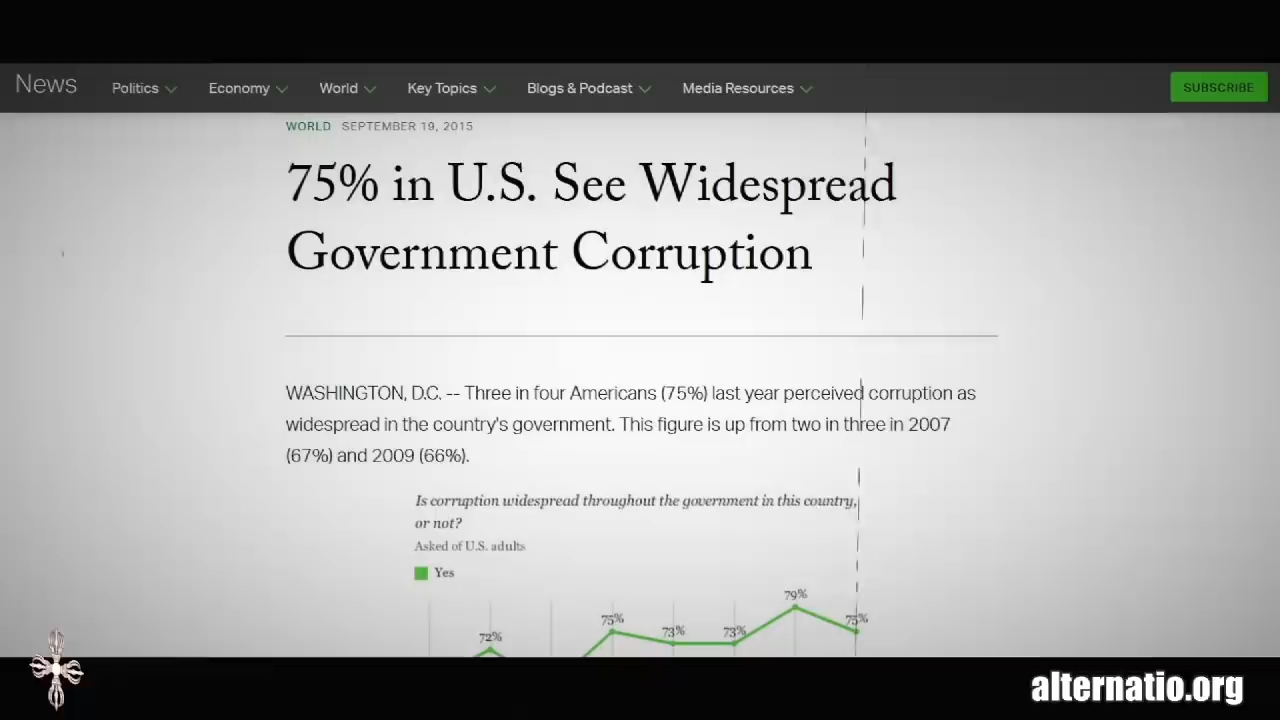 News Politics Economy World Key Topics Blogs & Podcast Media Resources SUBSCRIBE
WORLD SEPTEMBER 19, 2015
75% in U.S. See Widespread
Government Corruption
WASHINGTON, D.C. -- Three in four Americans (75%) last year perceived corruption as
widespread in the country's government. This figure is up from two in three in 2007
(67%) and 2009 (66%).
Is corruption widespread throughout the government in this country,
or not?
Asked of U.S. adults
Yes
79%
75% 75%
73% 73%
72%
alternatio.org